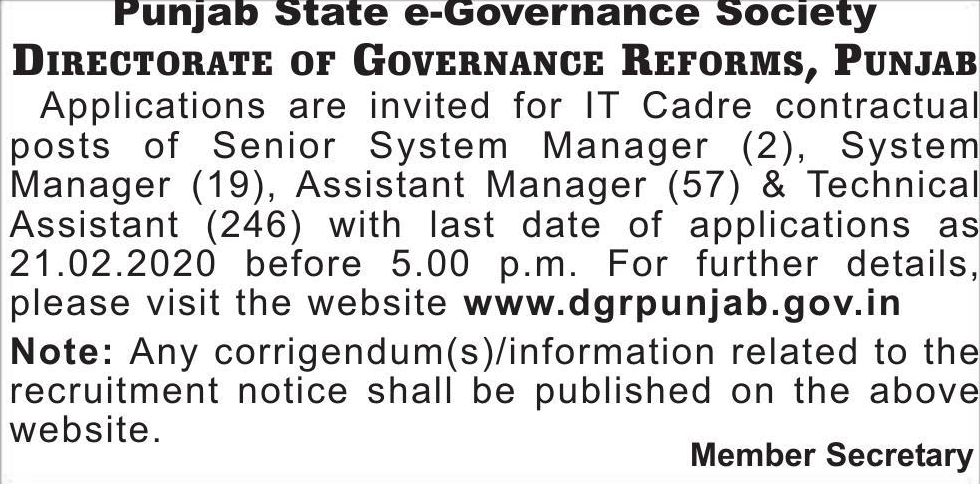 Punjab State e-Governance Society
DIRECTORATE OF GOVERNANCE REFORMS, PUNJAB
Applications are invited for IT Cadre contractual
posts of Senior System Manager (2), System
Manager (19), Assistant Manager (57) & Technical
Assistant (246) with last date of applications as
21.02.2020 before 5.00 p.m. For further details,
please visit the website www.dgrpunjab.gov.in
Note: Any corrigendum(s)/information related to the
recruitment notice shall be published on the above
website.
Member Secretary